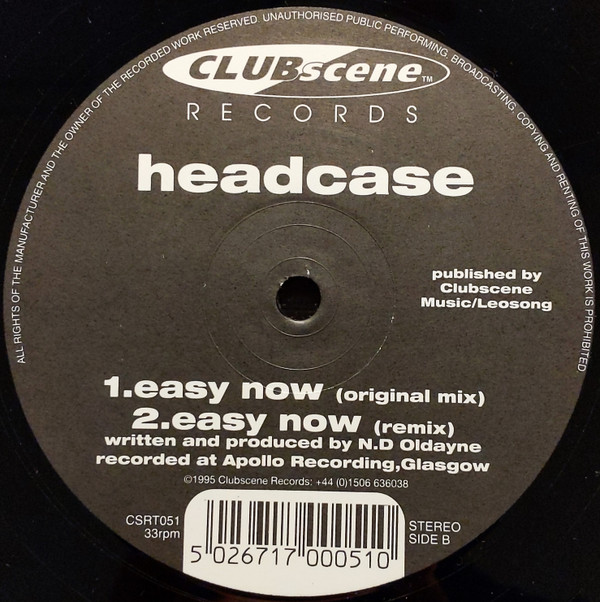 ALL RIGHTS OF THE MANUFACTURER AND THE OWNER OF THE RECORDED WORK RESERVED. UNAUTHORISED PUBLIC PERFORMING, BROADCASTING, COPYING AND RENTING OF THIS WORK IS PROHIBITED
CLUBscene™
RECORDS
headcase
published by
Clubscene
Music/Leosong
1.easy now (original mix)
2.easy now (remix)
written and produced by N.D Oldayne
recorded at Apollo Recording,Glasgow
©1995 Clubscene Records: +44 (0)1506 636038
CSRT051
33rpm
STEREO
SIDE B
5 026717 000510